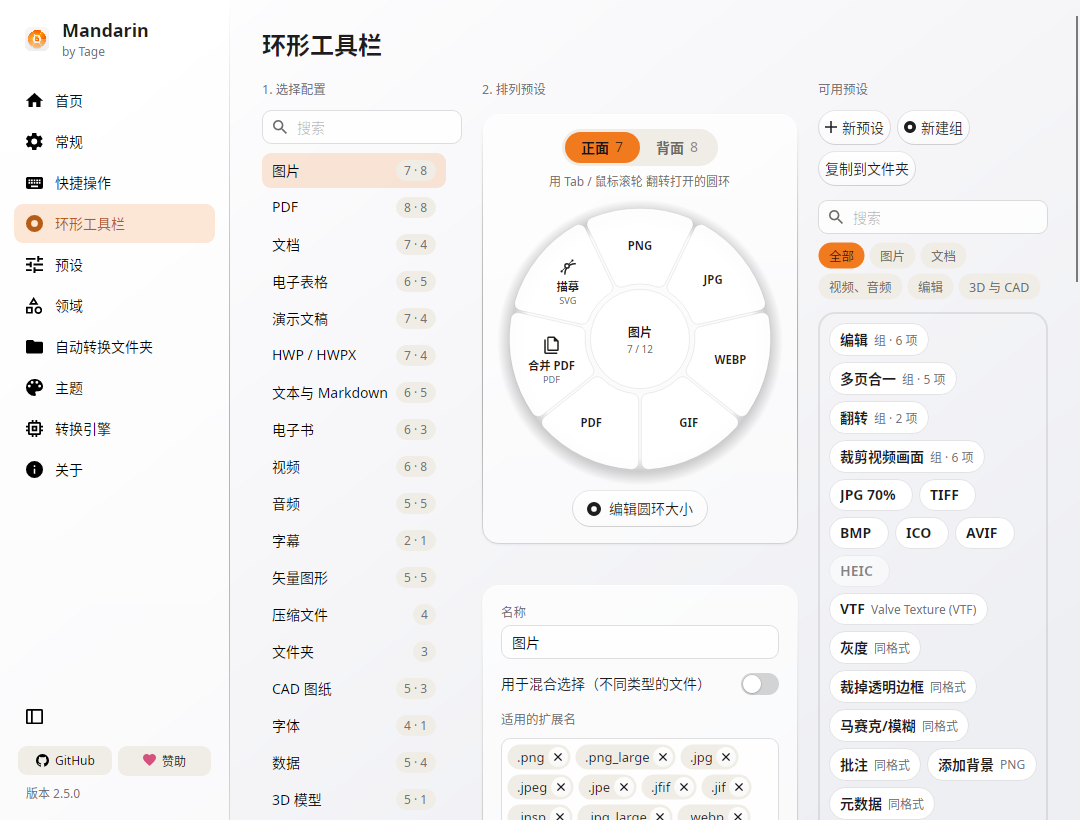 Mandarin
by Tage
首页
常规
快捷操作
环形工具栏
预设
领域
自动转换文件夹
主题
转换引擎
关于
GitHub
赞助
版本 2.5.0
环形工具栏
1. 选择配置
搜索
图片 7 · 8
PDF 8 · 8
文档 7 · 4
电子表格 6 · 5
演示文稿 7 · 4
HWP / HWPX 7 · 4
文本与 Markdown 6 · 5
电子书 6 · 3
视频 6 · 8
音频 5 · 5
字幕 2 · 1
矢量图形 5 · 5
压缩文件 4
文件夹 3
CAD 图纸 5 · 3
字体 4 · 1
数据 5 · 4
3D 模型 5 · 1
2. 排列预设
正面 7 背面 8
用 Tab / 鼠标滚轮 翻转打开的圆环
PNG
JPG
WEBP
GIF
PDF
合并 PDF
PDF
描摹
SVG
图片
7 / 12
编辑圆环大小
名称
图片
用于混合选择（不同类型的文件）
适用的扩展名
.png .png_large .jpg
.jpeg .jpe .jfif .jif
.insp .jpg_large .webp
可用预设
新预设 新建组
复制到文件夹
搜索
全部 图片 文档
视频、音频 编辑 3D 与 CAD
编辑 组 · 6 项
多页合一 组 · 5 项
翻转 组 · 2 项
裁剪视频画面 组 · 6 项
JPG 70% TIFF
BMP ICO AVIF
HEIC
VTF Valve Texture (VTF)
灰度 同格式
裁掉透明边框 同格式
马赛克/模糊 同格式
批注 同格式 添加背景 PNG
元数据 同格式